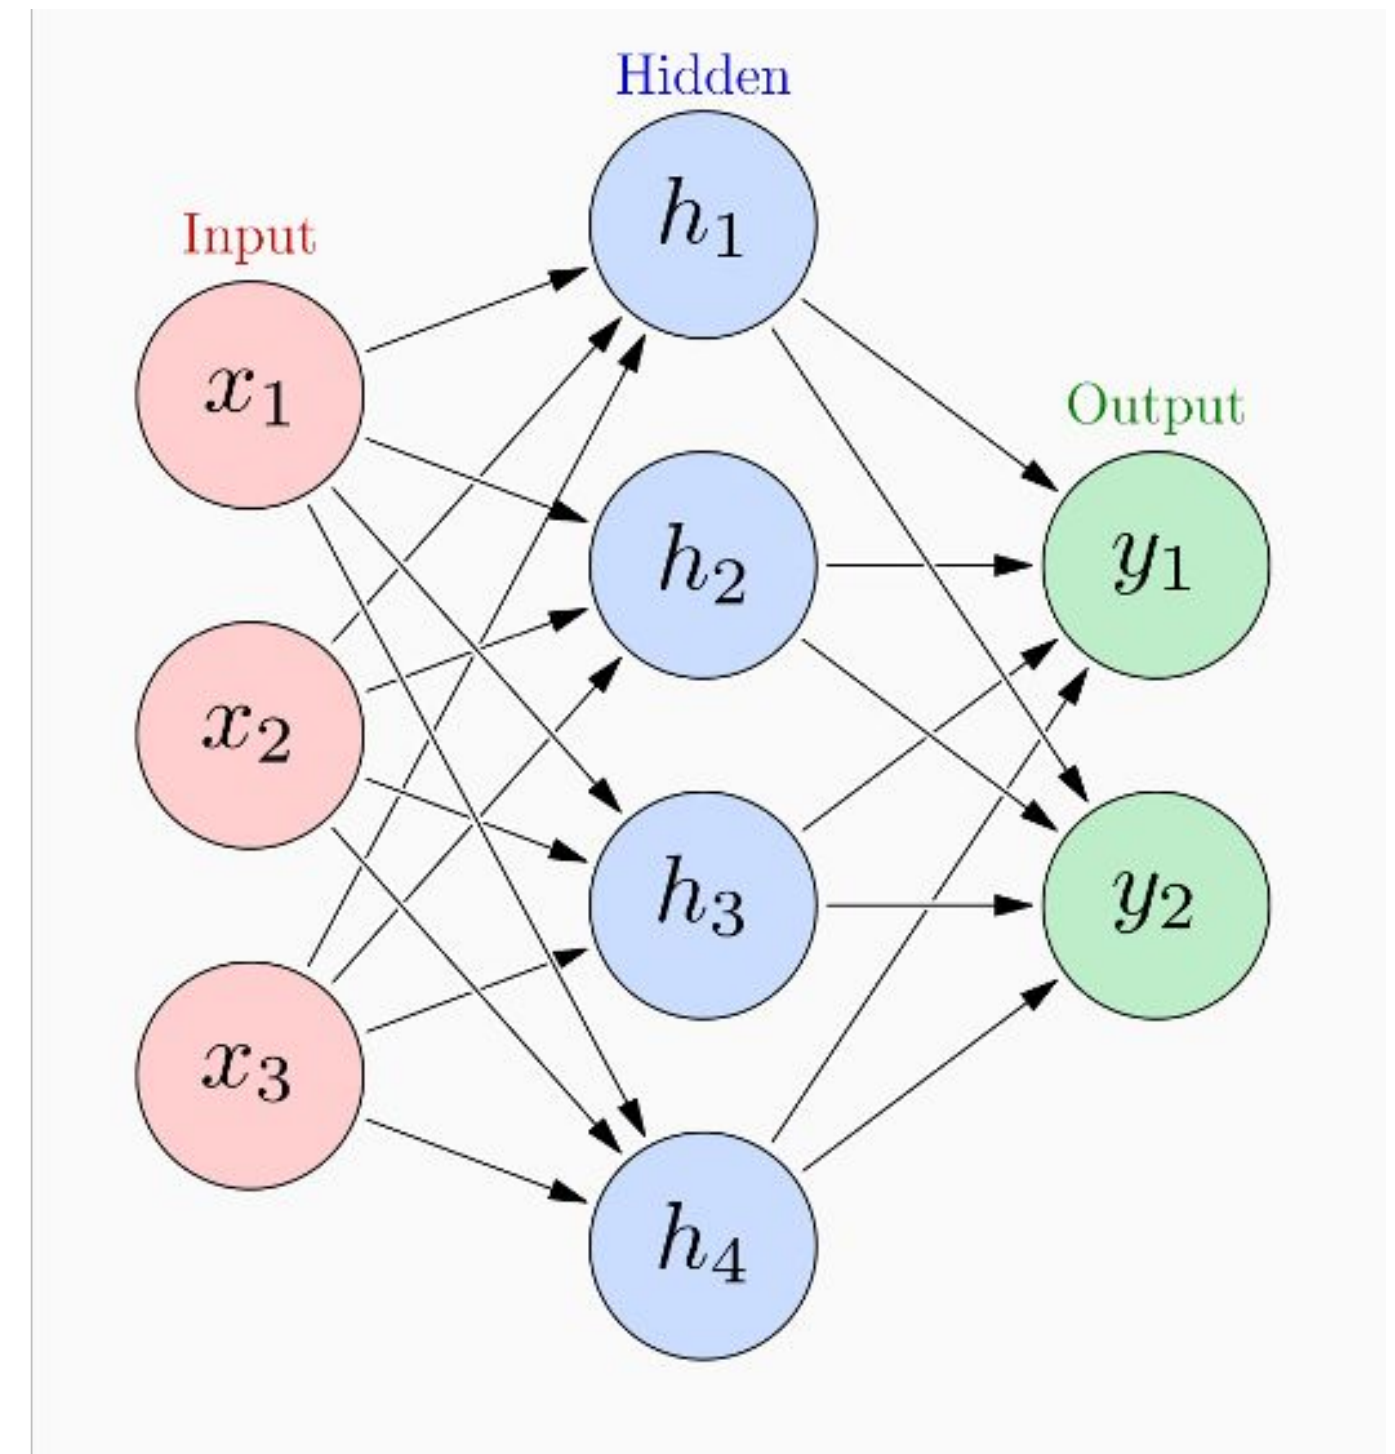 Hidden
Input
Output
x₁
x₂
x₃
h₁
h₂
h₃
h₄
y₁
y₂